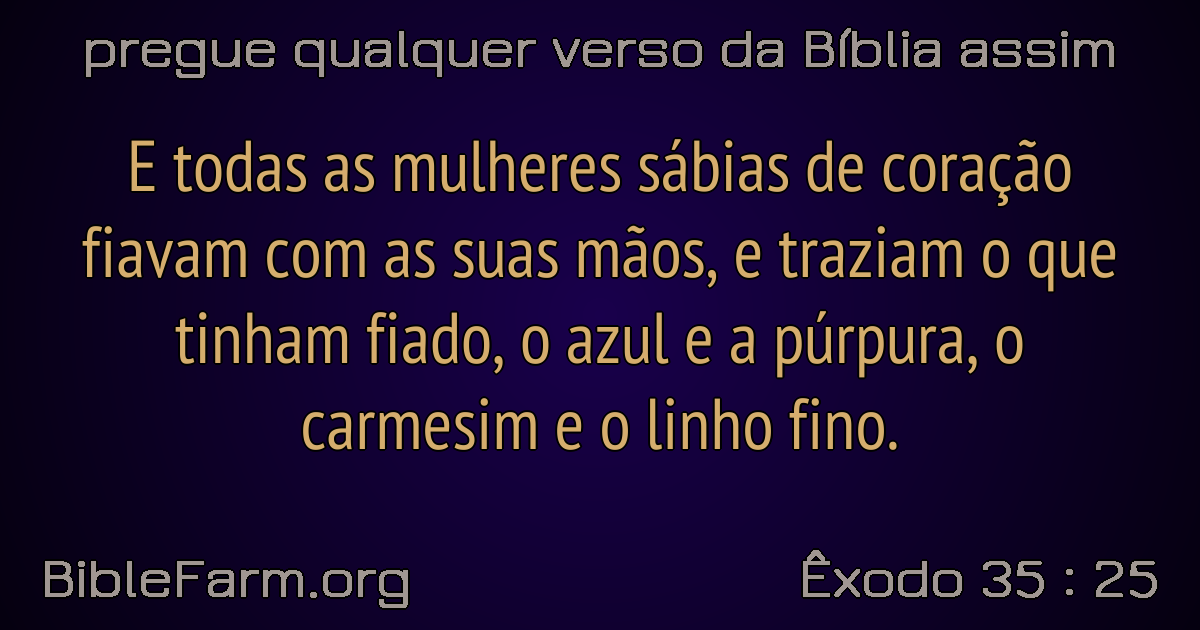 pregue qualquer verso da Bíblia assim
E todas as mulheres sábias de coração
fiavam com as suas mãos, e traziam o que
tinham fiado, o azul e a púrpura, o
carmesim e o linho fino.
BibleFarm.org
Êxodo 35 : 25